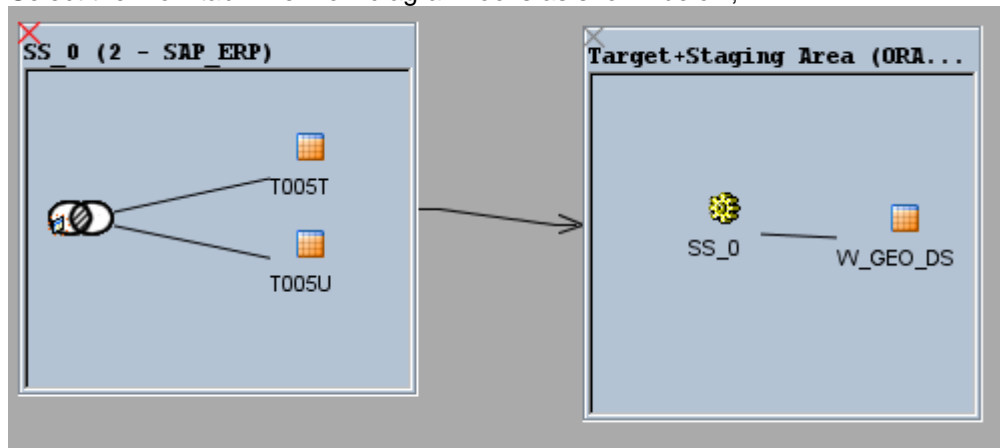 SS_0 (2 - SAP_ERP)
T005T
T005U
Target+Staging Area (ORA...
SS_0
W_GEO_DS